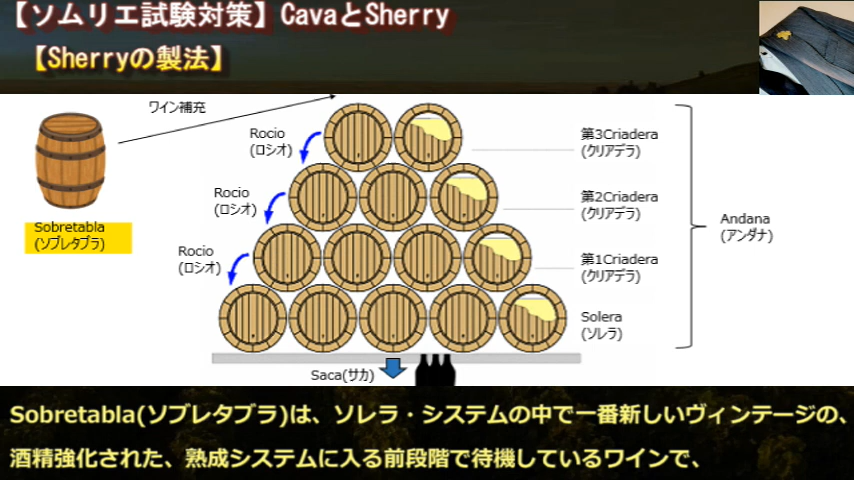 【ソムリエ試験対策】CavaとSherry
【Sherryの製法】
ワイン補充
Rocio
(ロシオ)
第3Criadera
(クリアデラ)
Rocio
(ロシオ)
第2Criadera
(クリアデラ)
Sobretabla
(ソブレタブラ)
Andana
(アンダナ)
Rocio
(ロシオ)
第1Criadera
(クリアデラ)
Solera
(ソレラ)
Saca(サカ)
Sobretabla(ソブレタブラ)は、ソレラ・システムの中で一番新しいヴィンテージの、
酒精強化された、熟成システムに入る前段階で待機しているワインで、